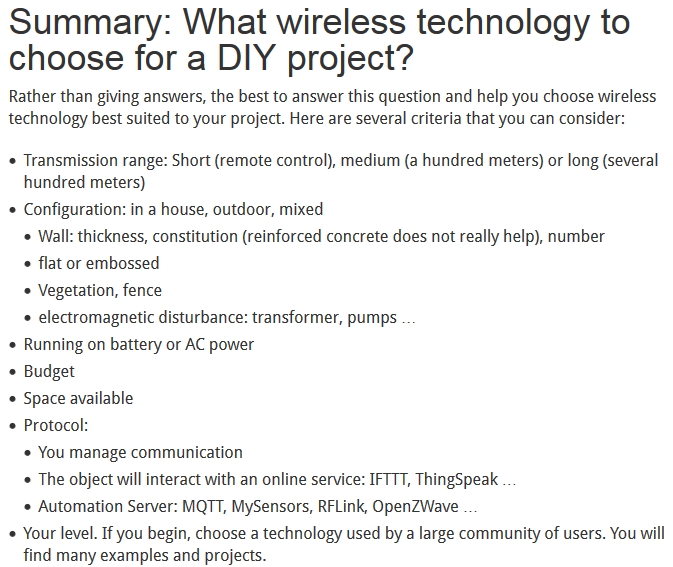 Summary: What wireless technology to
choose for a DIY project?
Rather than giving answers, the best to answer this question and help you choose wireless
technology best suited to your project. Here are several criteria that you can consider:
• Transmission range: Short (remote control), medium (a hundred meters) or long (several
hundred meters)
• Configuration: in a house, outdoor, mixed
• Wall: thickness, constitution (reinforced concrete does not really help), number
• flat or embossed
• Vegetation, fence
• electromagnetic disturbance: transformer, pumps …
• Running on battery or AC power
• Budget
• Space available
• Protocol:
• You manage communication
• The object will interact with an online service: IFTTT, ThingSpeak …
• Automation Server: MQTT, MySensors, RFLink, OpenZWave …
• Your level. If you begin, choose a technology used by a large community of users. You will
find many examples and projects.